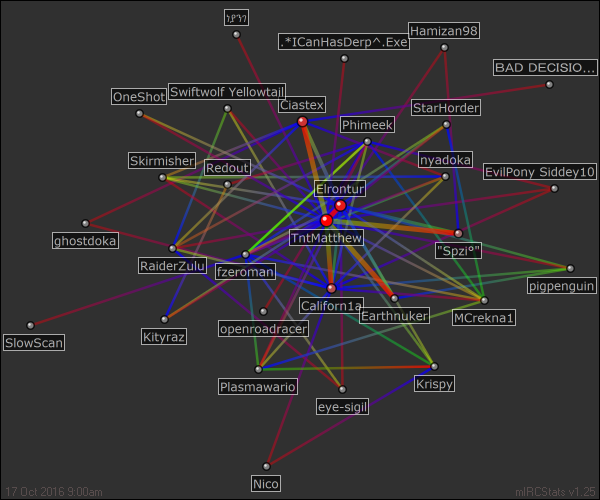 Hamizan98
.*ICanHasDerp^.Exe
BAD DECISIO...
Swiftwolf Yellowtail
OneShot
Ciastex
StarHorder
Phimeek
Skirmisher
Redout
nyadoka
EvilPony Siddey10
Elrontur
TntMatthew
ghostdoka
"Spzi°"
RaiderZulu
fzeroman
pigpenguin
Californ1a
Earthnuker
MCrekna1
SlowScan
Kityraz
openroadracer
Plasmawario
Krispy
eye-sigil
Nico
17 Oct 2016 9:00am
mIRCStats v1.25